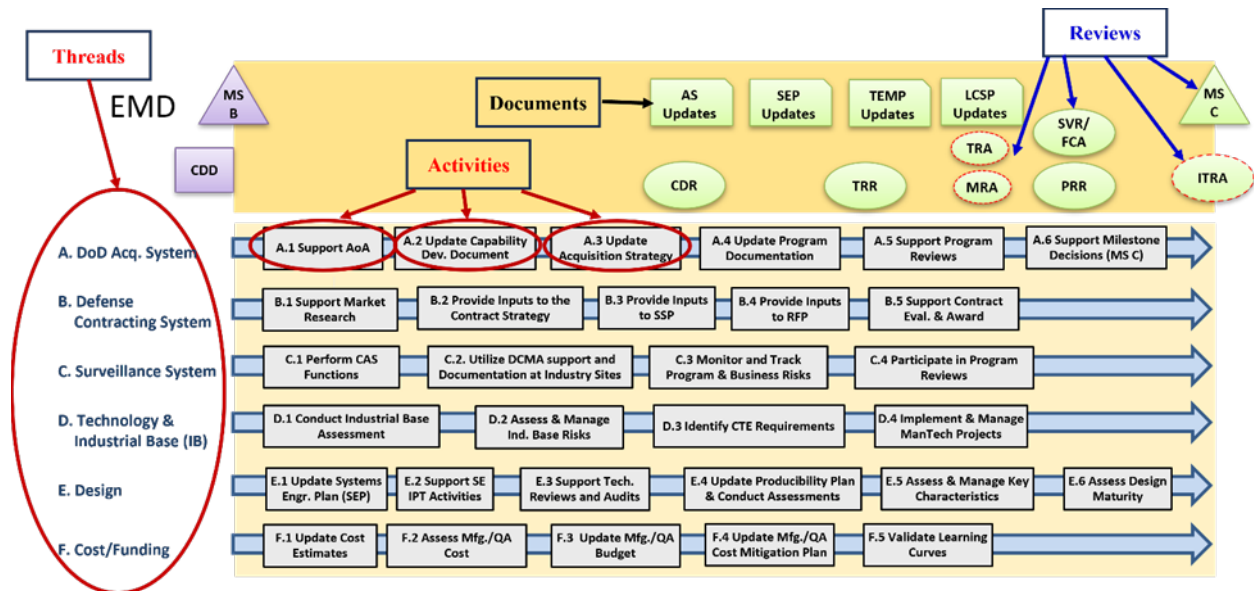 Threads
Reviews
EMD
MS
B
Documents
AS
Updates
SEP
Updates
TEMP
Updates
LCSP
Updates
MS
C
SVR/
FCA
TRA
CDD
Activities
CDR
TRR
MRA
PRR
ITRA
A. DoD Acq. System
A.1 Support AoA
A.2 Update Capability
Dev. Document
A.3 Update
Acquisition Strategy
A.4 Update Program
Documentation
A.5 Support Program
Reviews
A.6 Support Milestone
Decisions (MS C)
B. Defense
Contracting System
B.1 Support Market
Research
B.2 Provide Inputs to the
Contract Strategy
B.3 Provide Inputs
to SSP
B.4 Provide Inputs
to RFP
B.5 Support Contract
Eval. & Award
C. Surveillance System
C.1 Perform CAS
Functions
C.2. Utilize DCMA support and
Documentation at Industry Sites
C.3 Monitor and Track
Program & Business Risks
C.4 Participate in Program
Reviews
D. Technology &
Industrial Base (IB)
D.1 Conduct Industrial Base
Assessment
D.2 Assess & Manage
Ind. Base Risks
D.3 Identify CTE Requirements
D.4 Implement & Manage
ManTech Projects
E. Design
E.1 Update Systems
Engr. Plan (SEP)
E.2 Support SE
IPT Activities
E.3 Support Tech.
Reviews and Audits
E.4 Update Producibility Plan
& Conduct Assessments
E.5 Assess & Manage Key
Characteristics
E.6 Assess Design
Maturity
F. Cost/Funding
F.1 Update Cost
Estimates
F.2 Assess Mfg./QA
Cost
F.3 Update Mfg./QA
Budget
F.4 Update Mfg./QA
Cost Mitigation Plan
F.5 Validate Learning
Curves